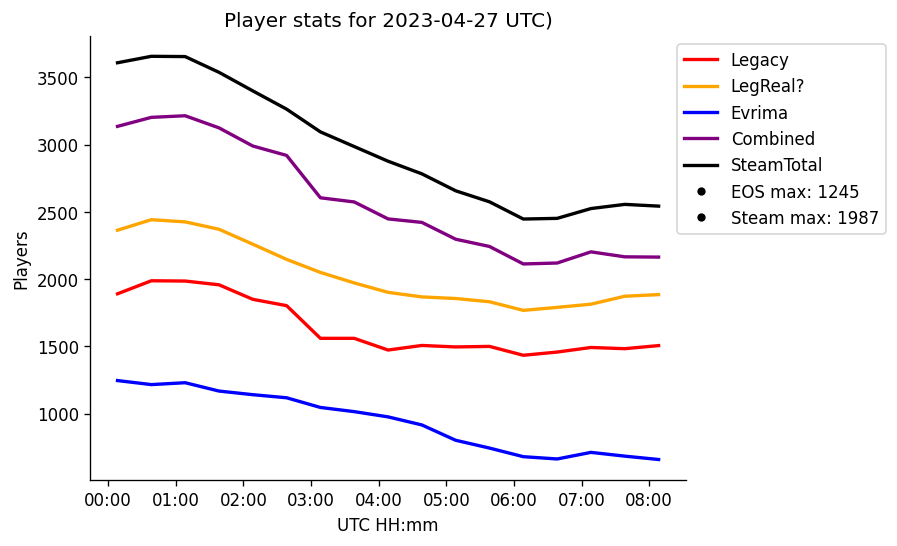 Player stats for 2023-04-27 UTC)
Players
3500
3000
2500
2000
1500
1000
00:00 01:00 02:00 03:00 04:00 05:00 06:00 07:00 08:00
UTC HH:mm
Legacy
LegReal?
Evrima
Combined
SteamTotal
EOS max: 1245
Steam max: 1987